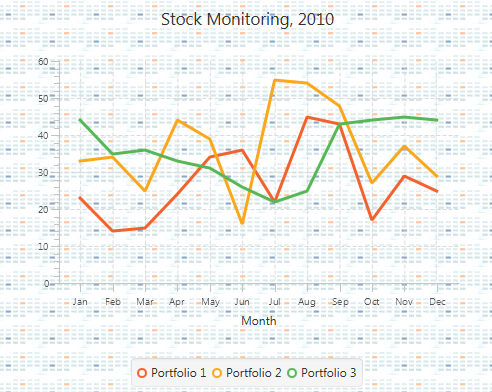 Stock Monitoring, 2010
60
50
40
30
20
10
0
Jan Feb Mar Apr May Jun Jul Aug Sep Oct Nov Dec
Month
Portfolio 1 Portfolio 2 Portfolio 3